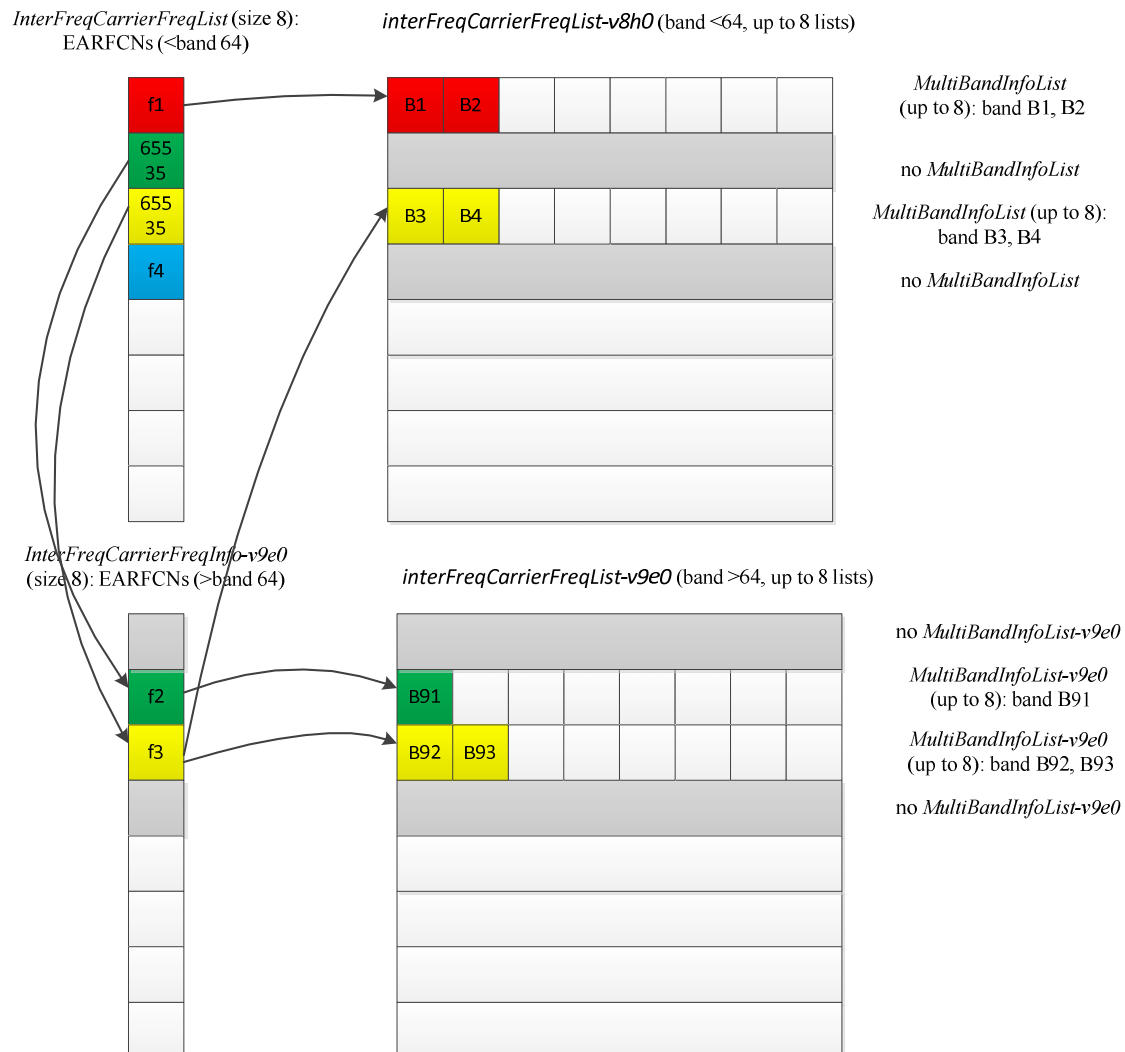 InterFreqCarrierFreqList (size 8):
EARFCNs (<band 64)
interFreqCarrierFreqList-v8h0 (band <64, up to 8 lists)
f1
B1 B2
MultiBandInfoList
(up to 8): band B1, B2
655
35
no MultiBandInfoList
655
35
B3 B4
MultiBandInfoList (up to 8):
band B3, B4
f4
no MultiBandInfoList
InterFreqCarrierFreqInfo-v9e0
(size 8): EARFCNs (>band 64)
interFreqCarrierFreqList-v9e0 (band >64, up to 8 lists)
no MultiBandInfoList-v9e0
f2
B91
MultiBandInfoList-v9e0
(up to 8): band B91
f3
B92 B93
MultiBandInfoList-v9e0
(up to 8): band B92, B93
no MultiBandInfoList-v9e0